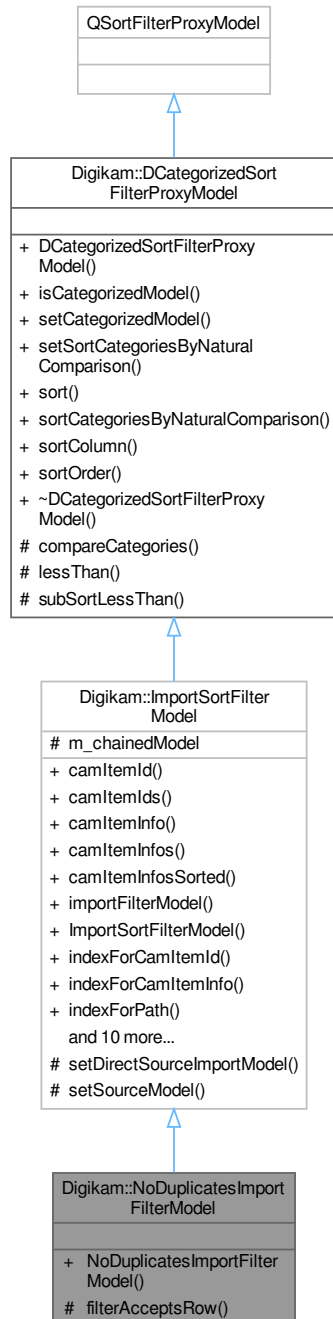 QSortFilterProxyModel
Digikam::DCategorizedSort
FilterProxyModel
+ DCategorizedSortFilterProxy
Model()
+ isCategorizedModel()
+ setCategorizedModel()
+ setSortCategoriesByNatural
Comparison()
+ sort()
+ sortCategoriesByNaturalComparison()
+ sortColumn()
+ sortOrder()
+ ~DCategorizedSortFilterProxy
Model()
# compareCategories()
# lessThan()
# subSortLessThan()
Digikam::ImportSortFilter
Model
# m_chainedModel
+ camItemId()
+ camItemIds()
+ camItemInfo()
+ camItemInfos()
+ camItemInfosSorted()
+ importFilterModel()
+ ImportSortFilterModel()
+ indexForCamItemId()
+ indexForCamItemInfo()
+ indexForPath()
and 10 more...
# setDirectSourceImportModel()
# setSourceModel()
Digikam::NoDuplicatesImport
FilterModel
+ NoDuplicatesImportFilter
Model()
# filterAcceptsRow()